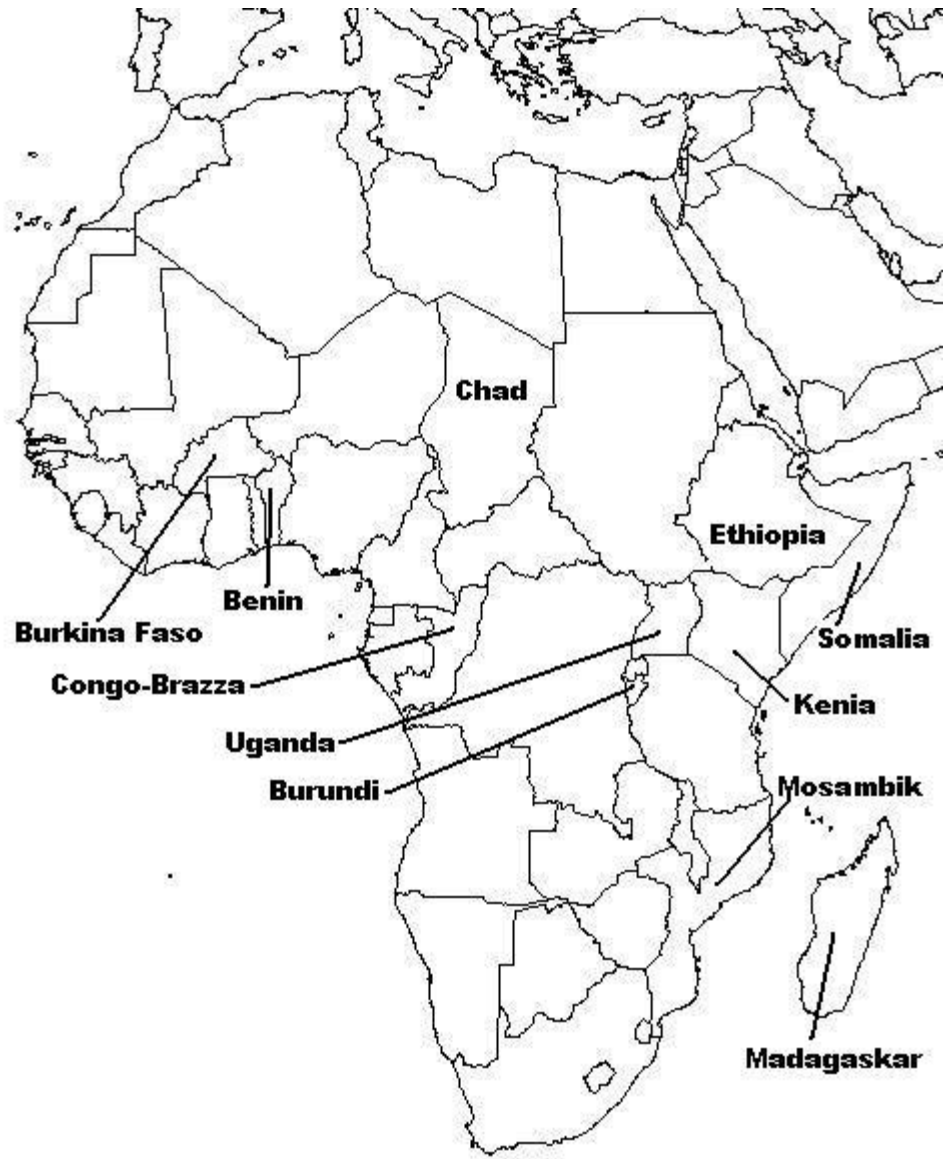 Chad
Ethiopia
Benin
Burkina Faso
Somalia
Congo-Brazza
Kenia
Uganda
Mosambik
Burundi
Madagaskar